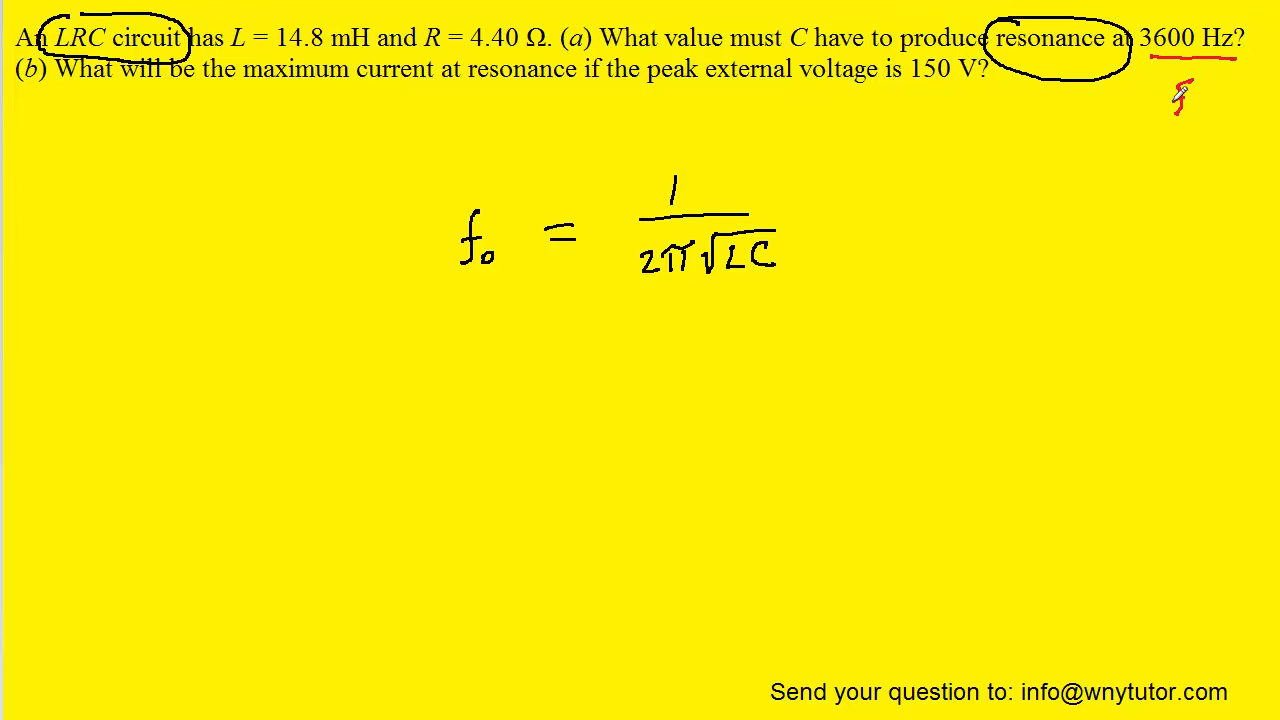 An LRC circuit has L = 14.8 mH and R = 4.40 Ω. (a) What value must C have to produce resonance at 3600 Hz?
(b) What will be the maximum current at resonance if the peak external voltage is 150 V?
f
1
f₀ = 
2π√LC
Send your question to: info@wnytutor.com